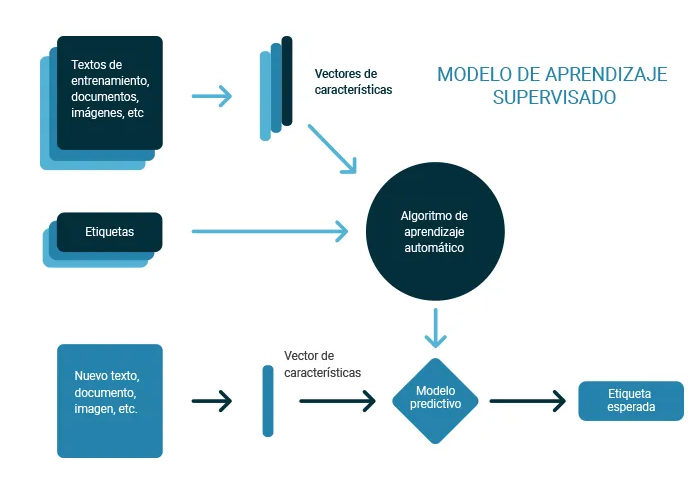 MODELO DE APRENDIZAJE
SUPERVISADO
Textos de
entrenamiento,
documentos,
imágenes, etc
Vectores de
características
Etiquetas
Algoritmo de
aprendizaje
automático
Nuevo texto,
documento,
imagen, etc.
Vector de
características
Modelo
predictivo
Etiqueta
esperada